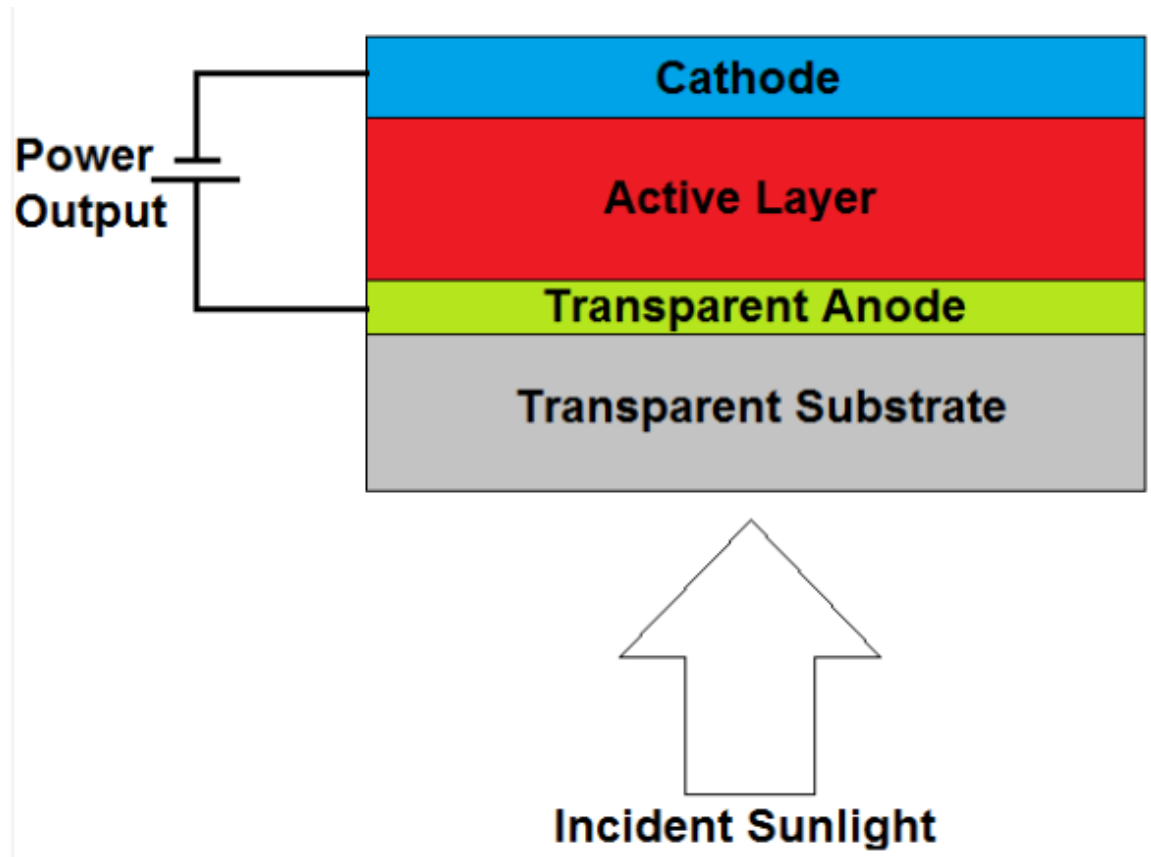 Cathode
Power
Output
Active Layer
Transparent Anode
Transparent Substrate
Incident Sunlight